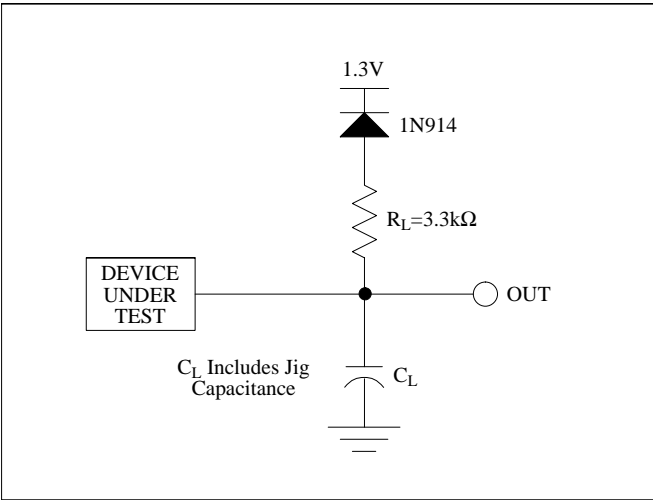 1.3V
1N914
R_L=3.3kΩ
DEVICE
UNDER
TEST
OUT
C_L Includes Jig
Capacitance
C_L